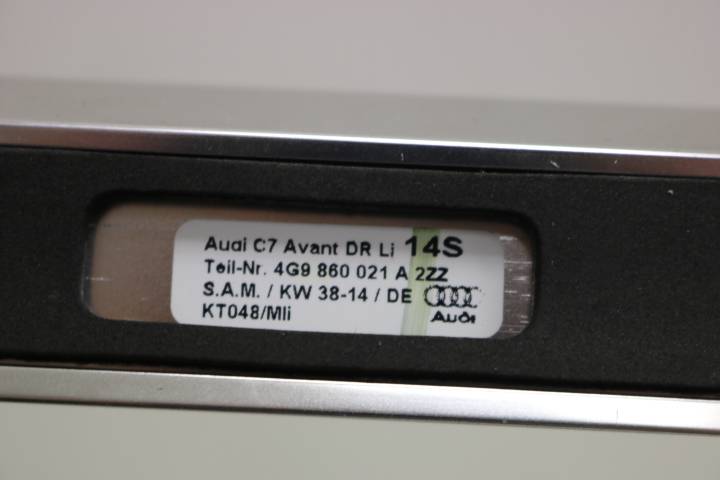 Audi C7 Avant DR Li 14S
Teil-Nr. 4G9 860 021 A 2ZZ
S.A.M. / KW 38-14 / DE
Audi
KT048/Mli